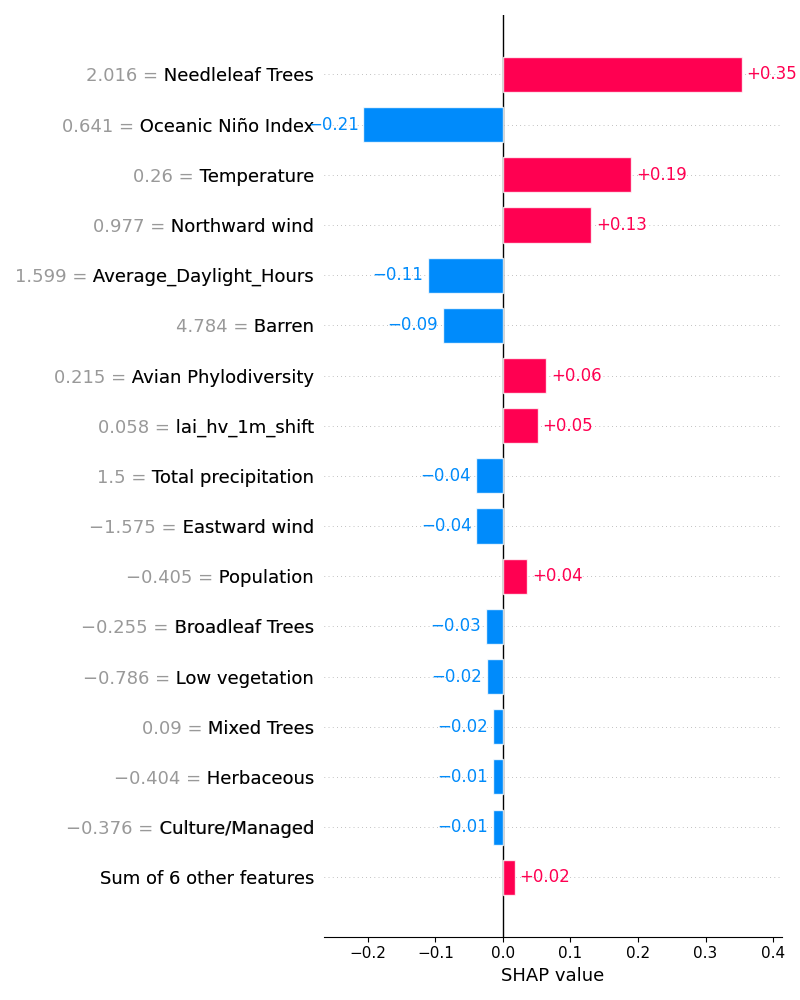 2.016 = Needleleaf Trees +0.35
0.641 = Oceanic Niño Index −0.21
0.26 = Temperature +0.19
0.977 = Northward wind +0.13
1.599 = Average_Daylight_Hours −0.11
4.784 = Barren −0.09
0.215 = Avian Phylodiversity +0.06
0.058 = lai_hv_1m_shift +0.05
1.5 = Total precipitation −0.04
−1.575 = Eastward wind −0.04
−0.405 = Population +0.04
−0.255 = Broadleaf Trees −0.03
−0.786 = Low vegetation −0.02
0.09 = Mixed Trees −0.02
−0.404 = Herbaceous −0.01
−0.376 = Culture/Managed −0.01
Sum of 6 other features +0.02
−0.2 −0.1 0.0 0.1 0.2 0.3 0.4
SHAP value